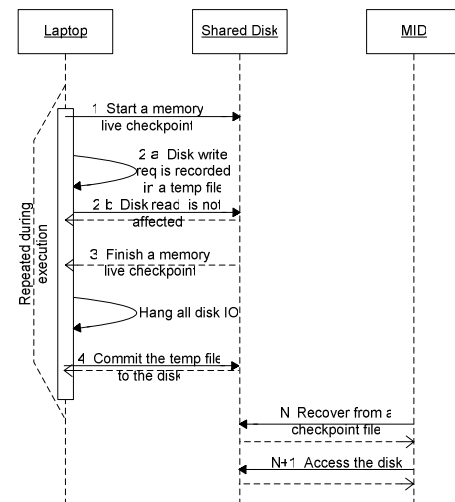 Laptop
Shared Disk
MID
1 Start a memory
live checkpoint
2 a Disk write
req is recorded
in a temp file
2 b Disk read is not
affected
3 Finish a memory
live checkpoint
Repeated during
execution
Hang all disk IO
4 Commit the temp file
to the disk
N Recover from a
checkpoint file
N+1 Access the disk